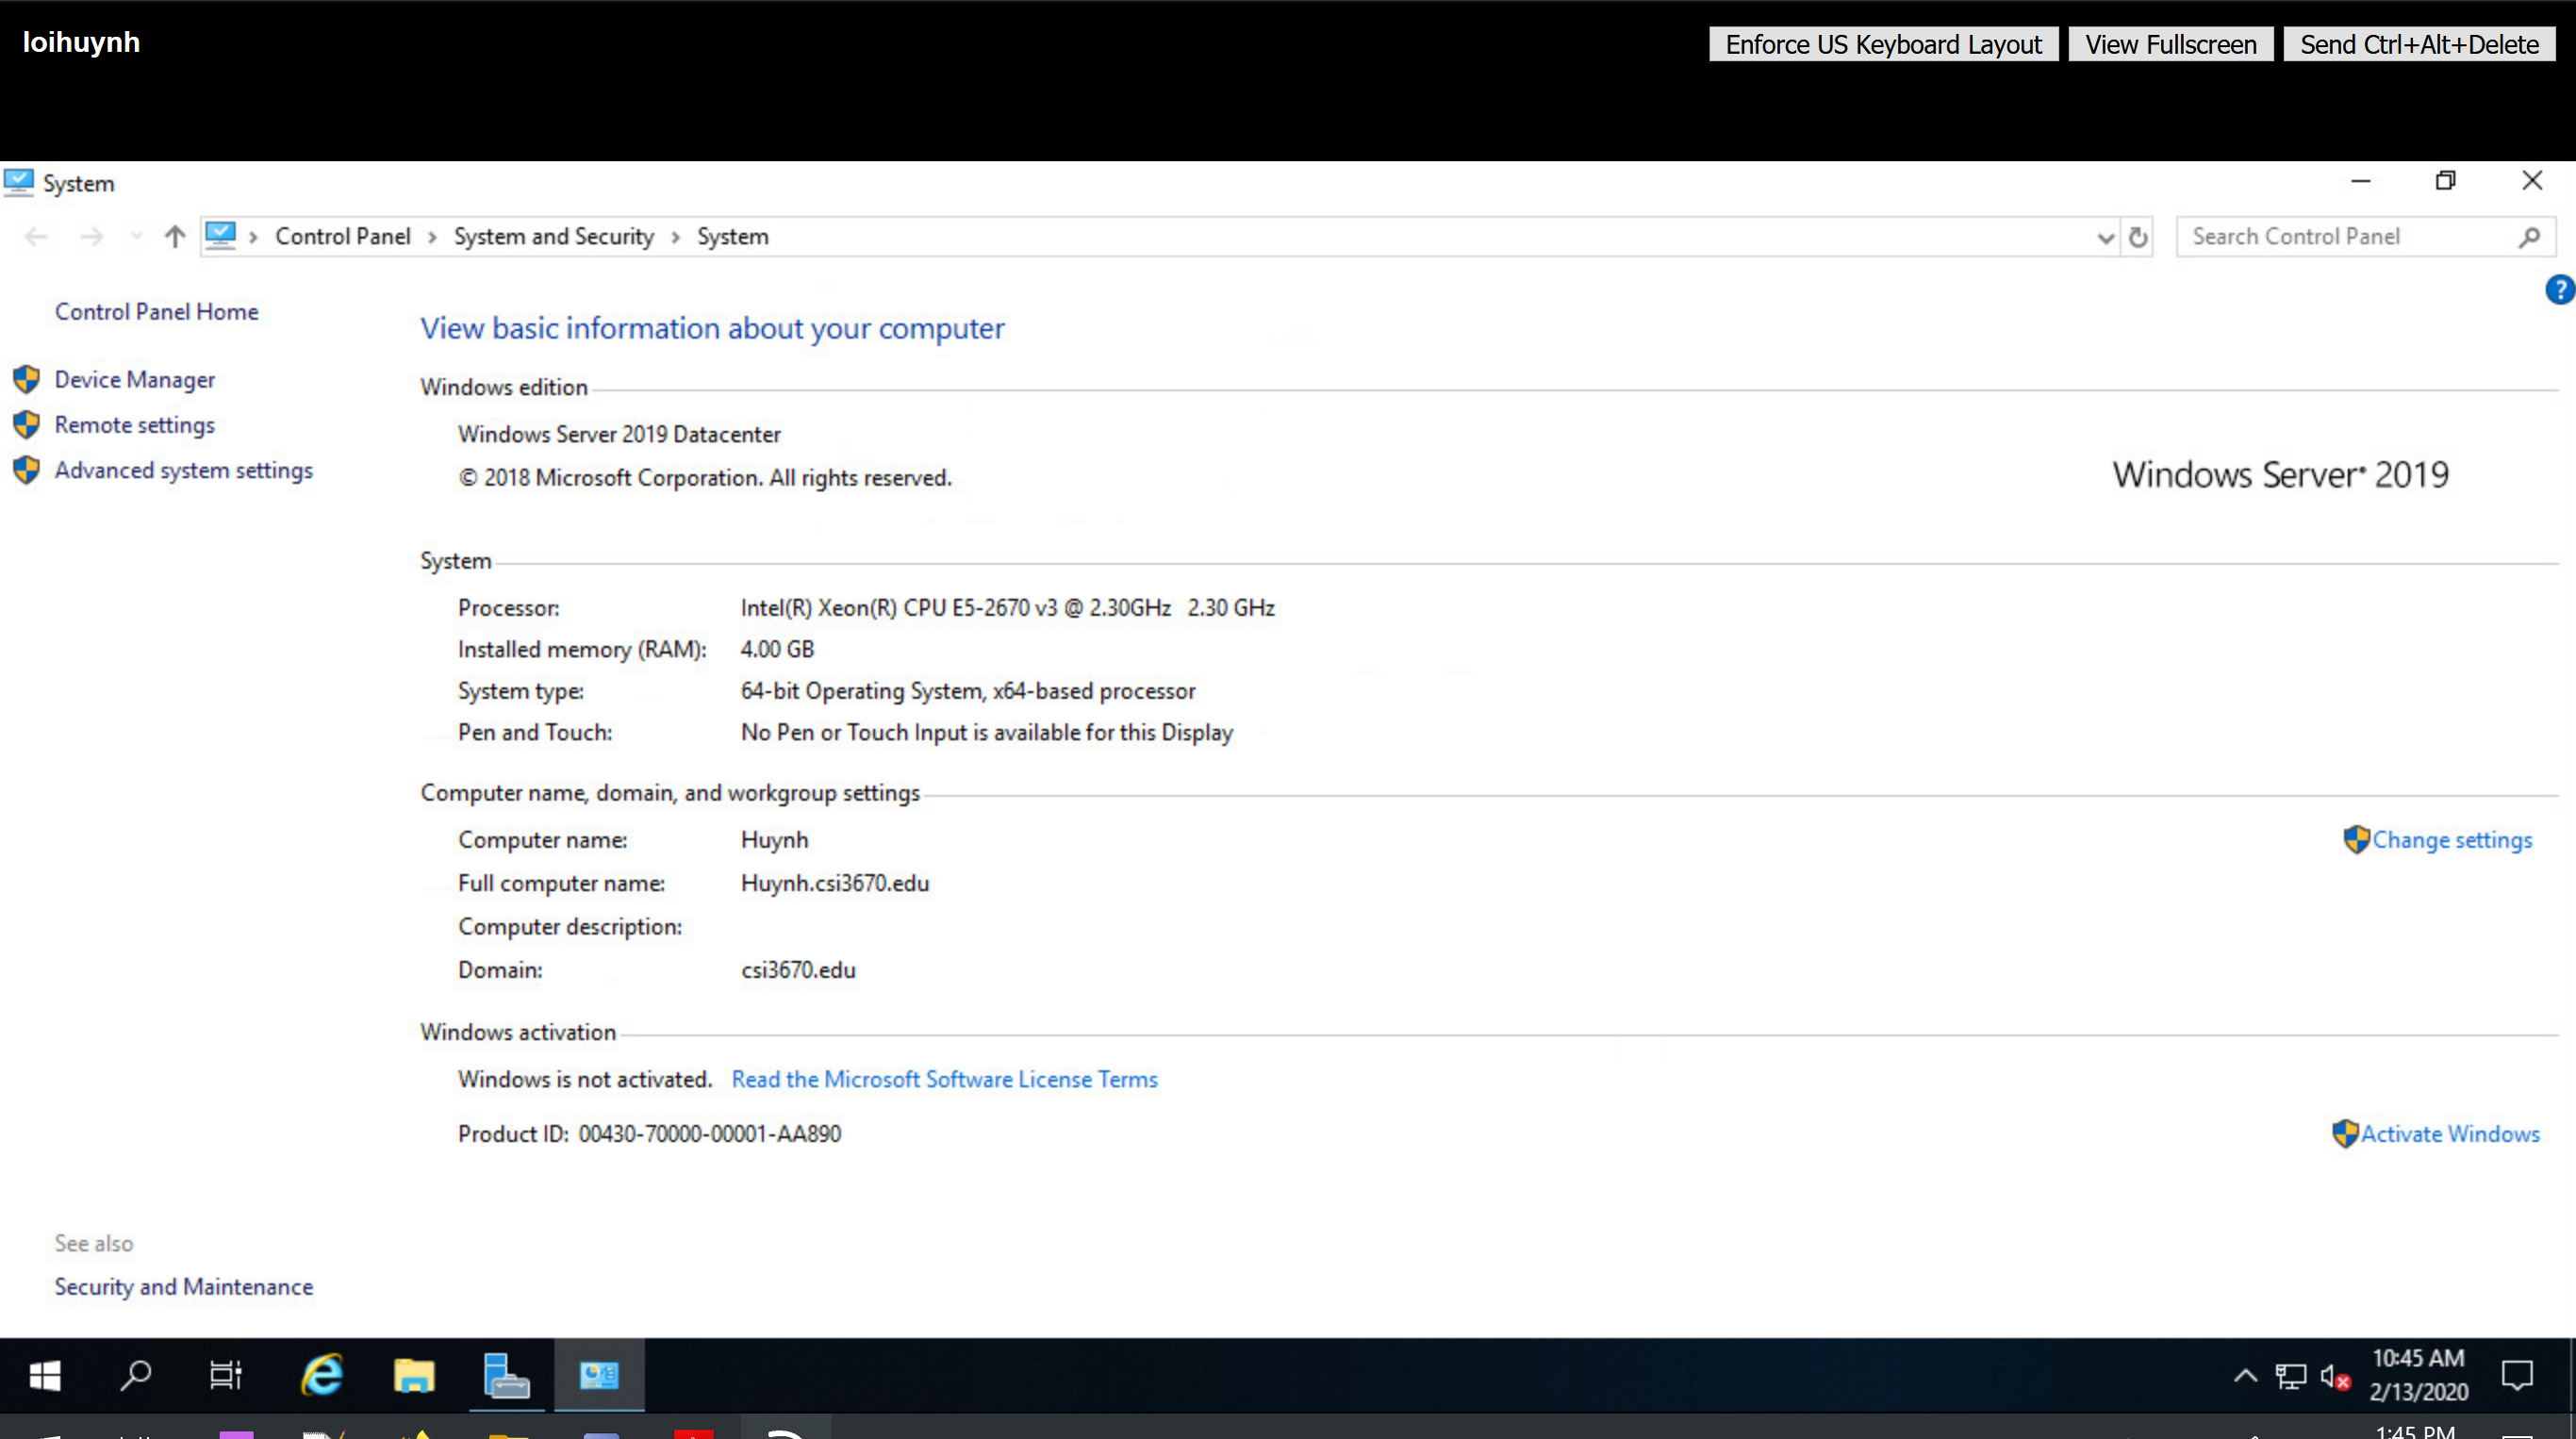 loihuynh
Enforce US Keyboard Layout View Fullscreen Send Ctrl+Alt+Delete
System
Control Panel System and Security System
Search Control Panel
Control Panel Home
Device Manager
Remote settings
Advanced system settings
View basic information about your computer
Windows edition
Windows Server 2019 Datacenter
© 2018 Microsoft Corporation. All rights reserved.
Windows Server® 2019
System
Processor: Intel(R) Xeon(R) CPU E5-2670 v3 @ 2.30GHz 2.30 GHz
Installed memory (RAM): 4.00 GB
System type: 64-bit Operating System, x64-based processor
Pen and Touch: No Pen or Touch Input is available for this Display
Computer name, domain, and workgroup settings
Computer name: Huynh
Change settings
Full computer name: Huynh.csi3670.edu
Computer description:
Domain: csi3670.edu
Windows activation
Windows is not activated. Read the Microsoft Software License Terms
Product ID: 00430-70000-00001-AA890
Activate Windows
See also
Security and Maintenance
10:45 AM
2/13/2020
1:45 PM